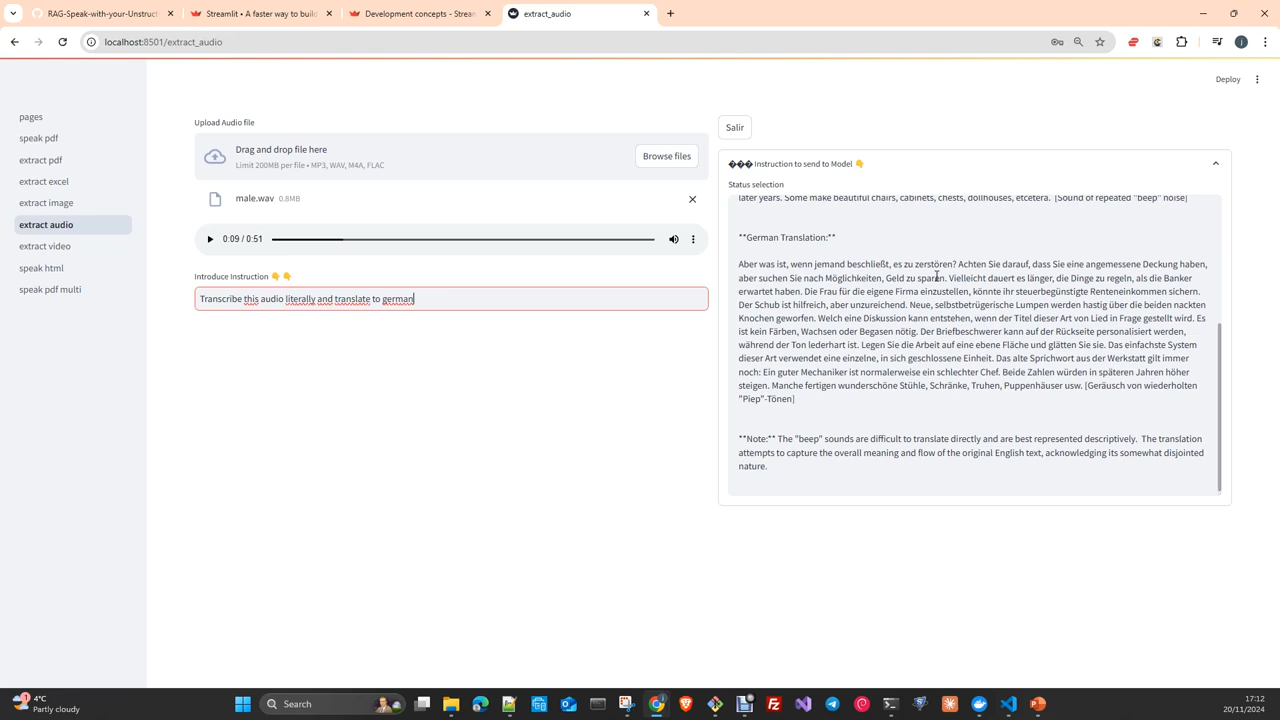 RAG-Speak-with-your-Unstruct
Streamlit • A faster way to build
Development concepts - Stream
extract_audio
localhost:8501/extract_audio
Deploy
pages
speak pdf
extract pdf
extract excel
extract image
extract audio
extract video
speak html
speak pdf multi
Upload Audio file
Drag and drop file here
Limit 200MB per file • MP3, WAV, M4A, FLAC
Browse files
male.wav 0.8MB
0:09 / 0:51
Introduce Instruction 👇 👇
Transcribe this audio literally and translate to german
Salir
��� Instruction to send to Model 👇
Status selection
later years. Some make beautiful chairs, cabinets, chests, dollhouses, etcetera. [Sound of repeated "beep" noise]
**German Translation:**
Aber was ist, wenn jemand beschließt, es zu zerstören? Achten Sie darauf, dass Sie eine angemessene Deckung haben,
aber suchen Sie nach Möglichkeiten, Geld zu sparen. Vielleicht dauert es länger, die Dinge zu regeln, als die Banker
erwartet haben. Die Frau für die eigene Firma einzustellen, könnte ihr steuerbegünstigte Renteneinkommen sichern.
Der Schub ist hilfreich, aber unzureichend. Neue, selbstbetrügerische Lumpen werden hastig über die beiden nackten
Knochen geworfen. Welch eine Diskussion kann entstehen, wenn der Titel dieser Art von Lied in Frage gestellt wird. Es
ist kein Färben, Wachsen oder Begasen nötig. Der Briefbeschwerer kann auf der Rückseite personalisiert werden,
während der Ton lederhart ist. Legen Sie die Arbeit auf eine ebene Fläche und glätten Sie sie. Das einfachste System
dieser Art verwendet eine einzelne, in sich geschlossene Einheit. Das alte Sprichwort aus der Werkstatt gilt immer
noch: Ein guter Mechaniker ist normalerweise ein schlechter Chef. Beide Zahlen würden in späteren Jahren höher
steigen. Manche fertigen wunderschöne Stühle, Schränke, Truhen, Puppenhäuser usw. [Geräusch von wiederholten
"Piep"-Tönen]
**Note:** The "beep" sounds are difficult to translate directly and are best represented descriptively. The translation
attempts to capture the overall meaning and flow of the original English text, acknowledging its somewhat disjointed
nature.
1
4°C
Partly cloudy
Search
17:12
20/11/2024